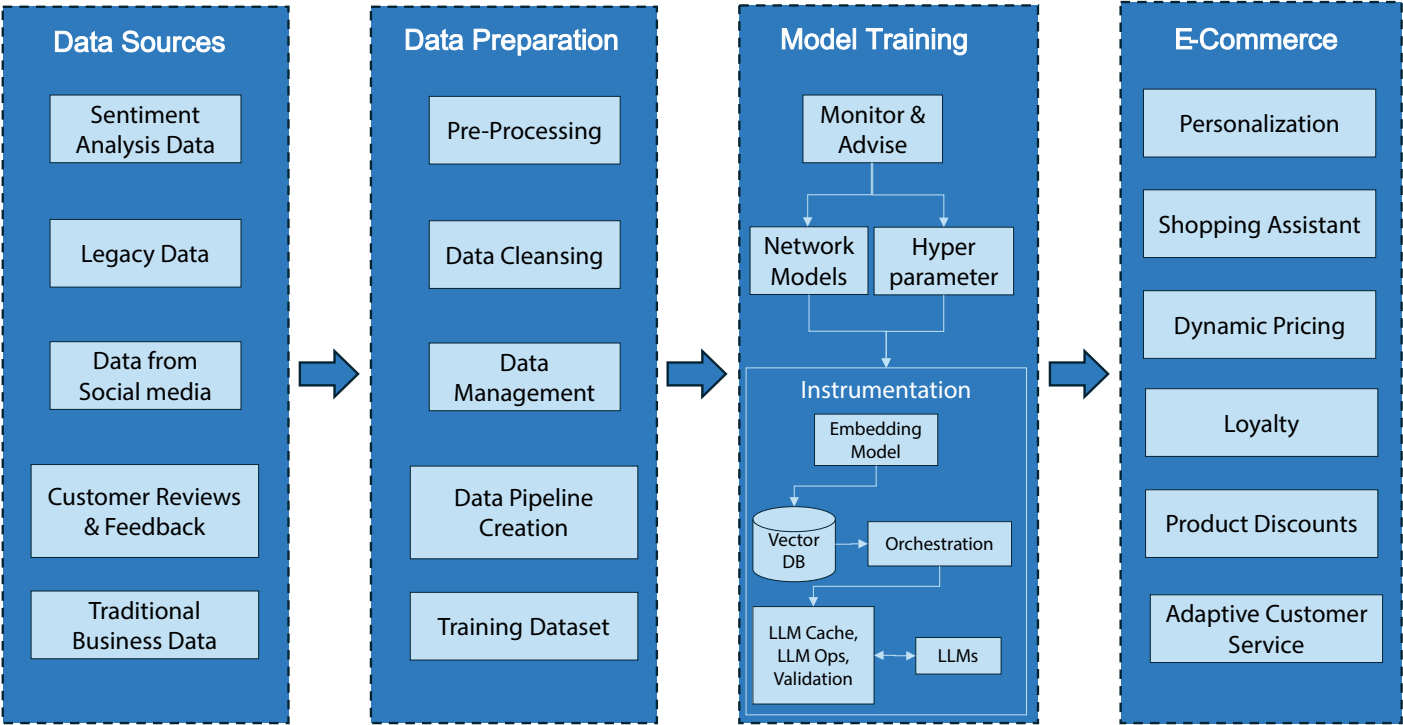 Data Sources
Sentiment
Analysis Data
Legacy Data
Data from
Social media
Customer Reviews
& Feedback
Traditional
Business Data
Data Preparation
Pre-Processing
Data Cleansing
Data
Management
Data Pipeline
Creation
Training Dataset
Model Training
Monitor &
Advise
Network
Models
Hyper
parameter
Instrumentation
Embedding
Model
Vector
DB
Orchestration
LLM Cache,
LLM Ops,
Validation
LLMs
E-Commerce
Personalization
Shopping Assistant
Dynamic Pricing
Loyalty
Product Discounts
Adaptive Customer
Service